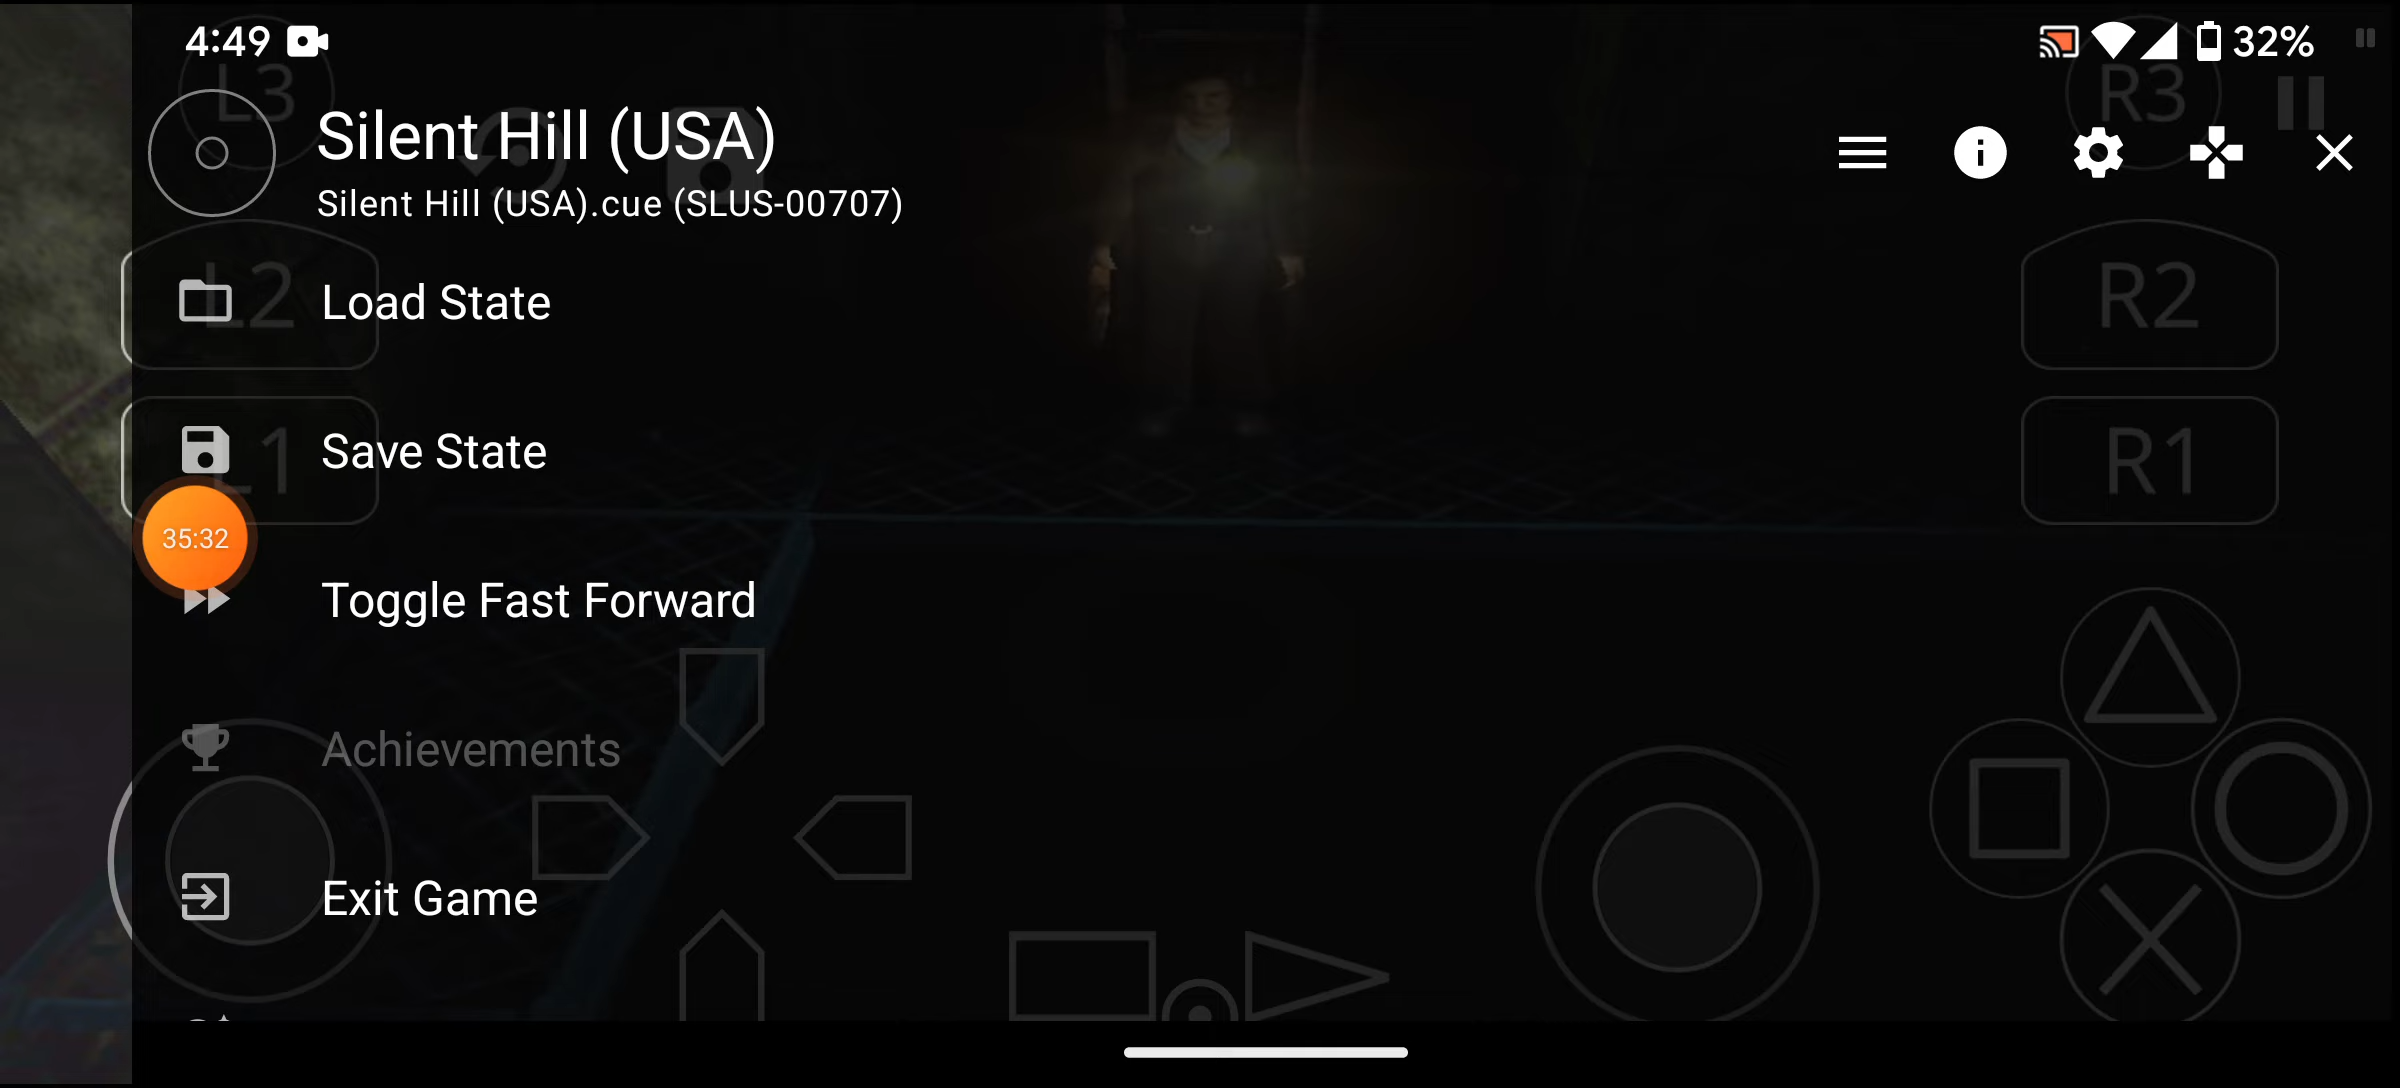 4:49
32%
L3
R3
Silent Hill (USA)
Silent Hill (USA).cue (SLUS-00707)
L2
Load State
R2
L1
Save State
R1
35:32
Toggle Fast Forward
Achievements
Exit Game